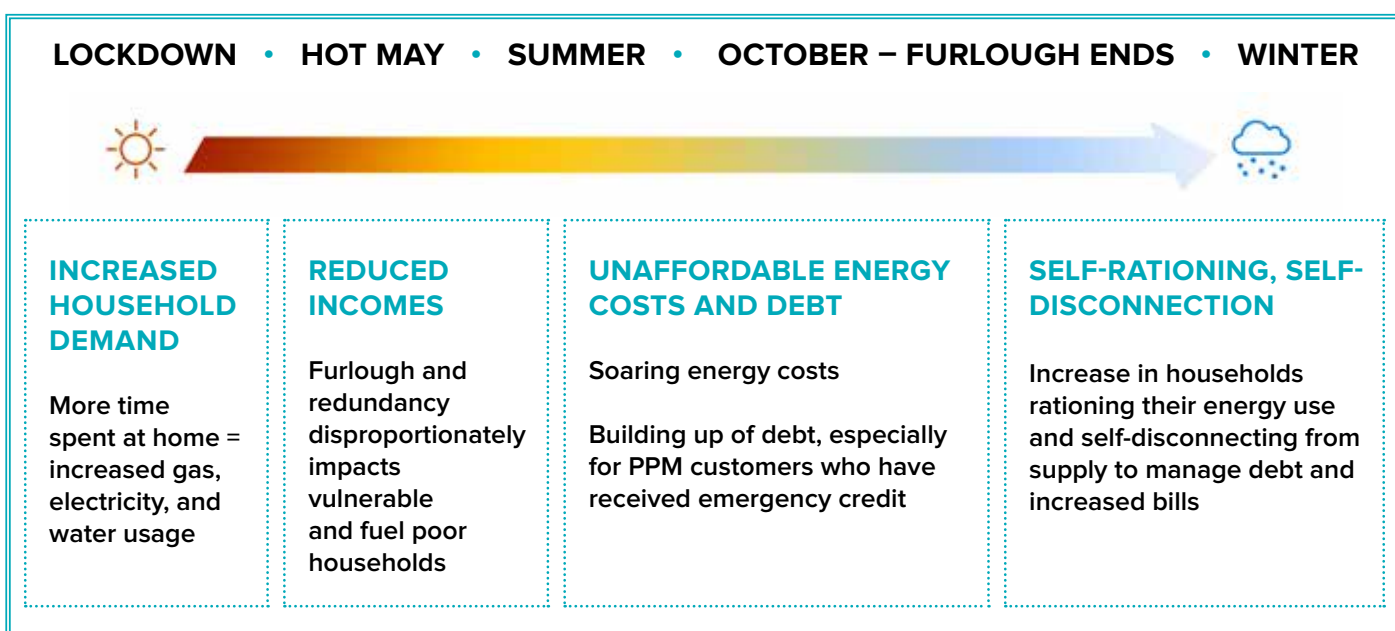 LOCKDOWN • HOT MAY • SUMMER • OCTOBER – FURLOUGH ENDS • WINTER
INCREASED
HOUSEHOLD
DEMAND
More time
spent at home =
increased gas,
electricity, and
water usage
REDUCED
INCOMES
Furlough and
redundancy
disproportionately
impacts
vulnerable
and fuel poor
households
UNAFFORDABLE ENERGY
COSTS AND DEBT
Soaring energy costs
Building up of debt, especially
for PPM customers who have
received emergency credit
SELF-RATIONING, SELF-
DISCONNECTION
Increase in households
rationing their energy use
and self-disconnecting from
supply to manage debt and
increased bills